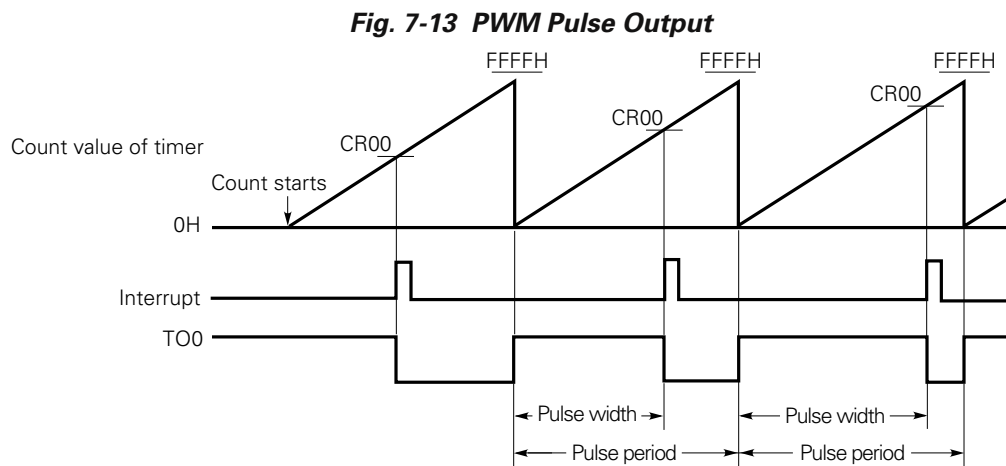 Fig. 7-13 PWM Pulse Output
FFFFH FFFFH FFFFH
CR00
CR00
Count value of timer
CR00
Count starts
0H
Interrupt
TO0
Pulse width Pulse width
Pulse period Pulse period